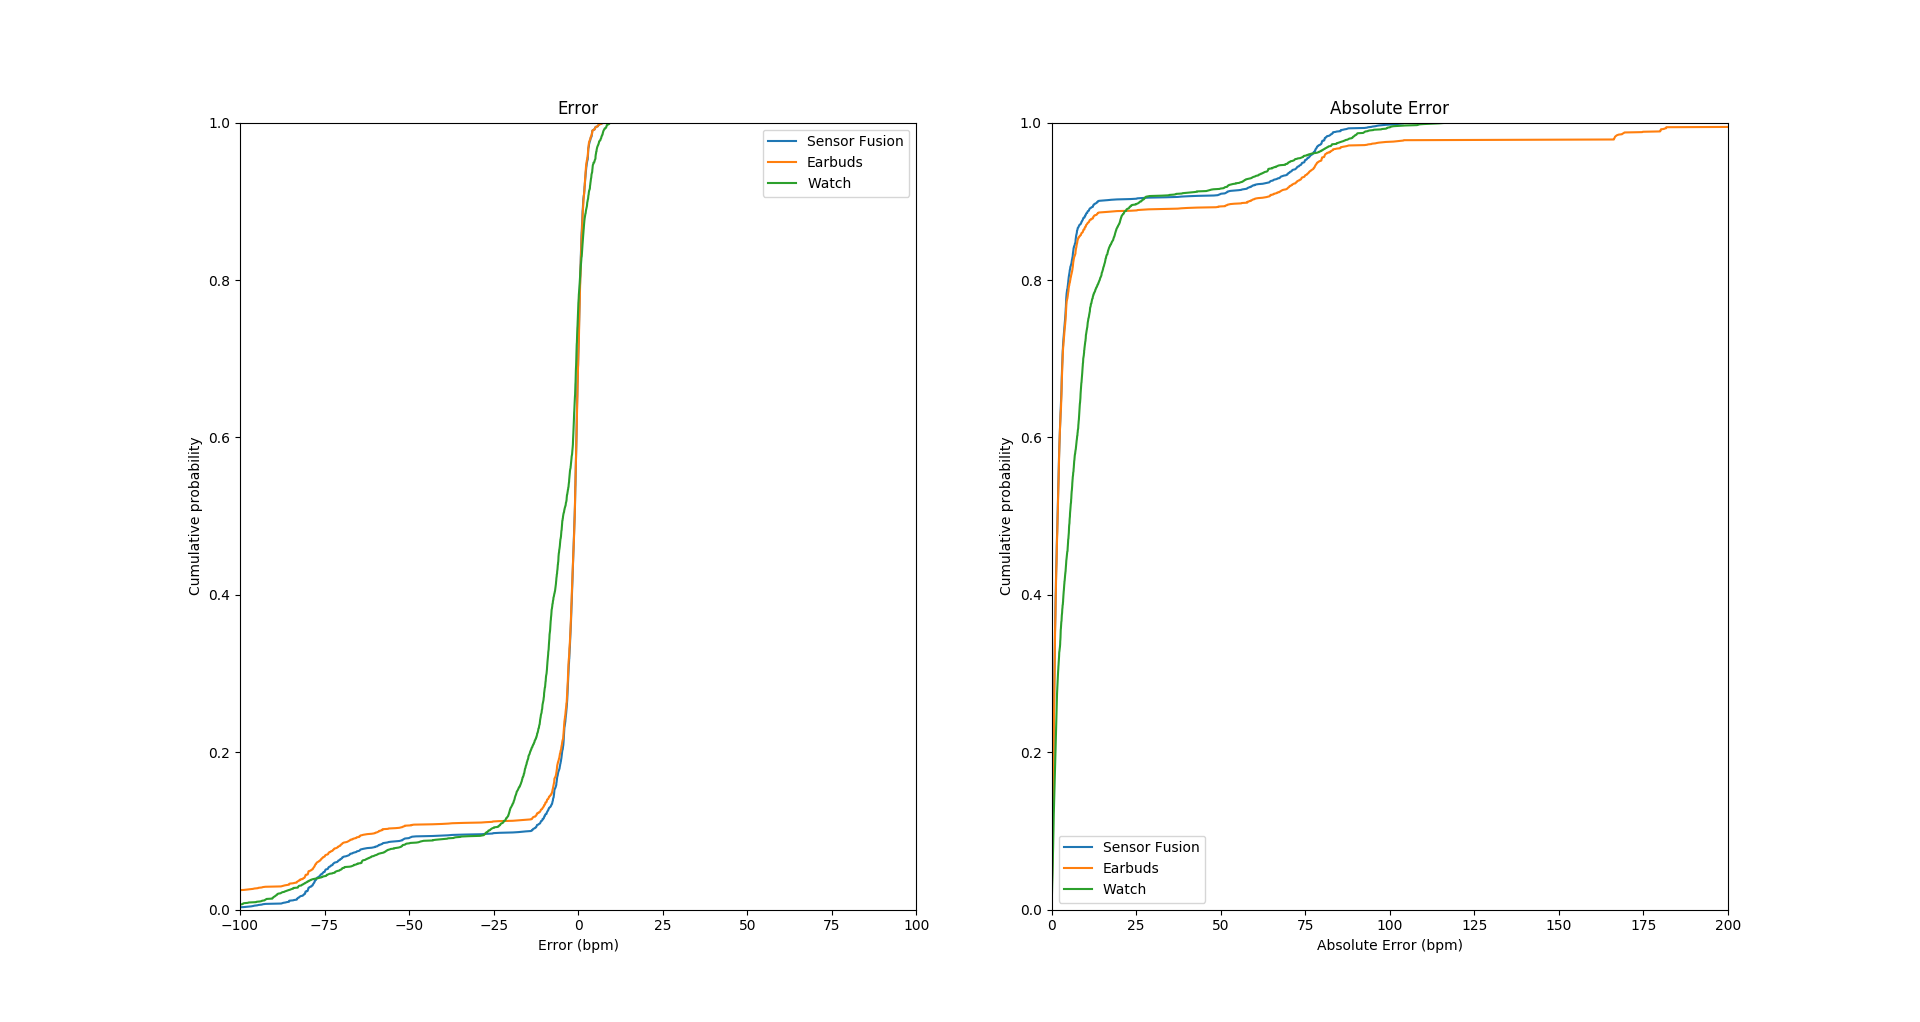 Error
1.0
0.8
0.6
0.4
0.2
0.0
Cumulative probability
Sensor Fusion
Earbuds
Watch
−100 −75 −50 −25 0 25 50 75 100
Error (bpm)
Absolute Error
1.0
0.8
0.6
0.4
0.2
0.0
Cumulative probability
Sensor Fusion
Earbuds
Watch
0 25 50 75 100 125 150 175 200
Absolute Error (bpm)